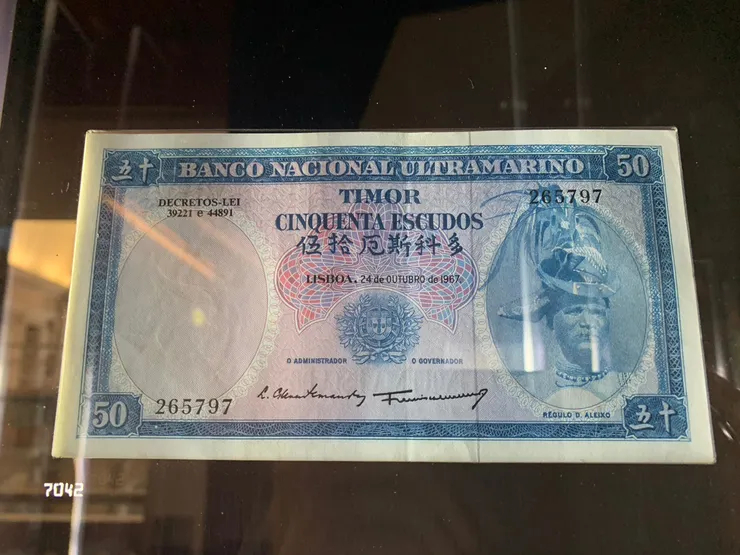 五十 BANCO NACIONAL ULTRAMARINO 50
DECRETOS-LEI
39221 e 44891
TIMOR
265797
CINQUENTA ESCUDOS
伍拾厄斯科多
LISBOA, 24 de OUTUBRO de 1967
O ADMINISTRADOR O GOVERNADOR
50 265797
RÉGULO D. ALEIXO
五十
7042